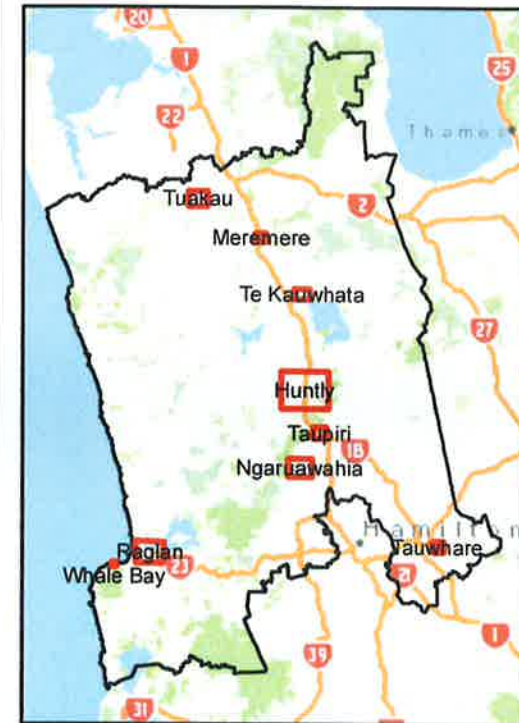 20
1
25
22
Thames
Tuakau
2
Meremere
Te Kauwhata
27
Huntly
Taupiri
1B
Ngaruawahia
Hamilton
Raglan
Tauwhare
Whale Bay
23
21
1
39
31